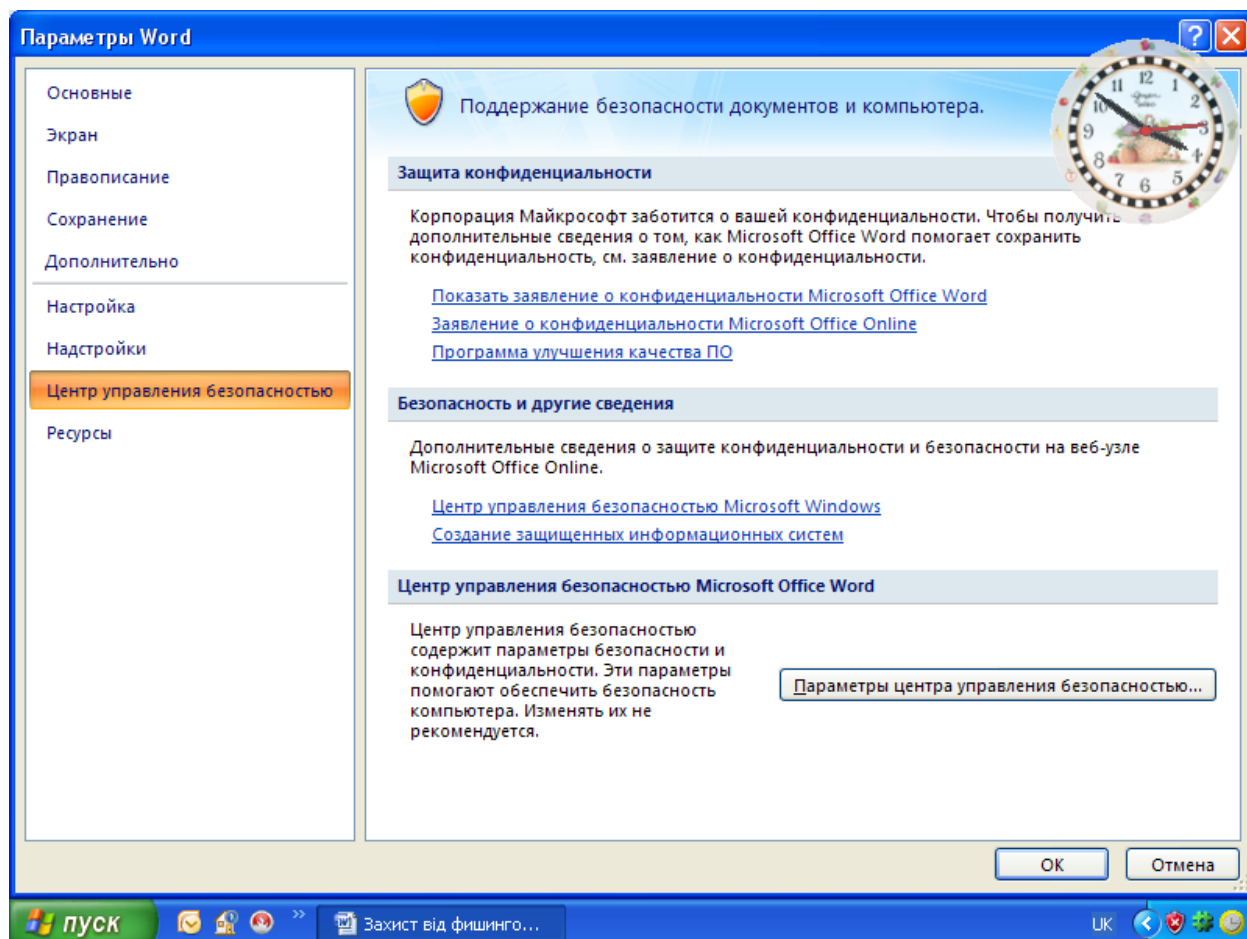 Параметры Word
Основные
Экран
Правописание
Сохранение
Дополнительно
Настройка
Надстройки
Центр управления безопасностью
Ресурсы
Поддержание безопасности документов и компьютера.
Защита конфиденциальности
Корпорация Майкрософт заботится о вашей конфиденциальности. Чтобы получить
дополнительные сведения о том, как Microsoft Office Word помогает сохранить
конфиденциальность, см. заявление о конфиденциальности.
Показать заявление о конфиденциальности Microsoft Office Word
Заявление о конфиденциальности Microsoft Office Online
Программа улучшения качества ПО
Безопасность и другие сведения
Дополнительные сведения о защите конфиденциальности и безопасности на веб-узле
Microsoft Office Online.
Центр управления безопасностью Microsoft Windows
Создание защищенных информационных систем
Центр управления безопасностью Microsoft Office Word
Центр управления безопасностью
содержит параметры безопасности и
конфиденциальности. Эти параметры
помогают обеспечить безопасность
компьютера. Изменять их не
рекомендуется.
Параметры центра управления безопасностью...
12
1
2
3
4
5
6
7
8
9
10
11
ОК
Отмена
пуск
Захист від фишинго...
UK